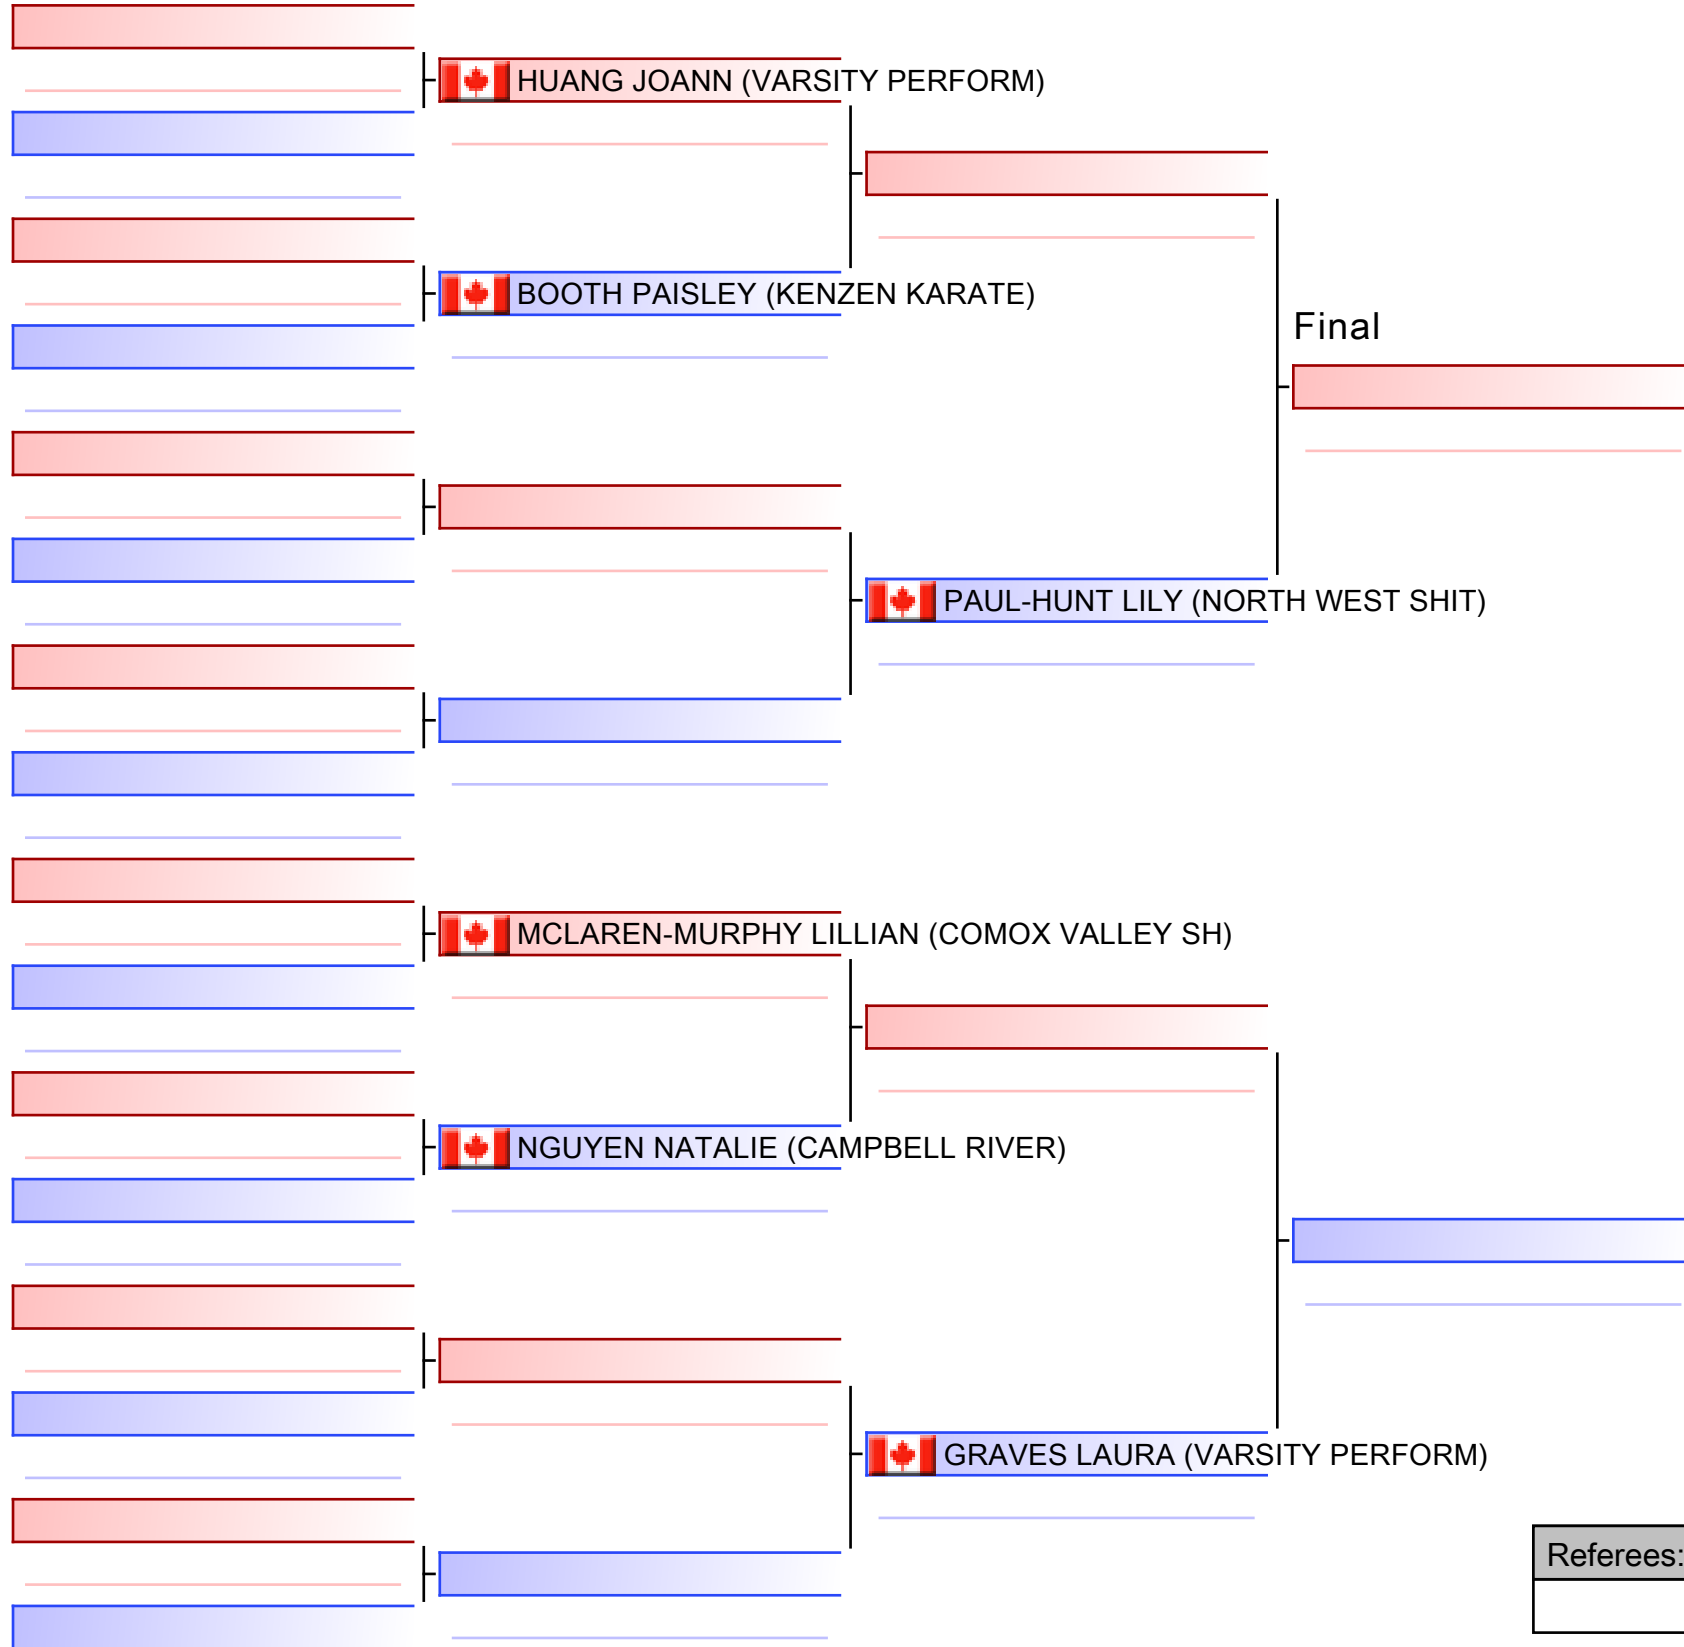 HUANG JOANN (VARSITY PERFORM)
BOOTH PAISLEY (KENZEN KARATE)
Final
PAUL-HUNT LILY (NORTH WEST SHIT)
MCLAREN-MURPHY LILLIAN (COMOX VALLEY SH)
NGUYEN NATALIE (CAMPBELL RIVER)
GRAVES LAURA (VARSITY PERFORM)
Referees: